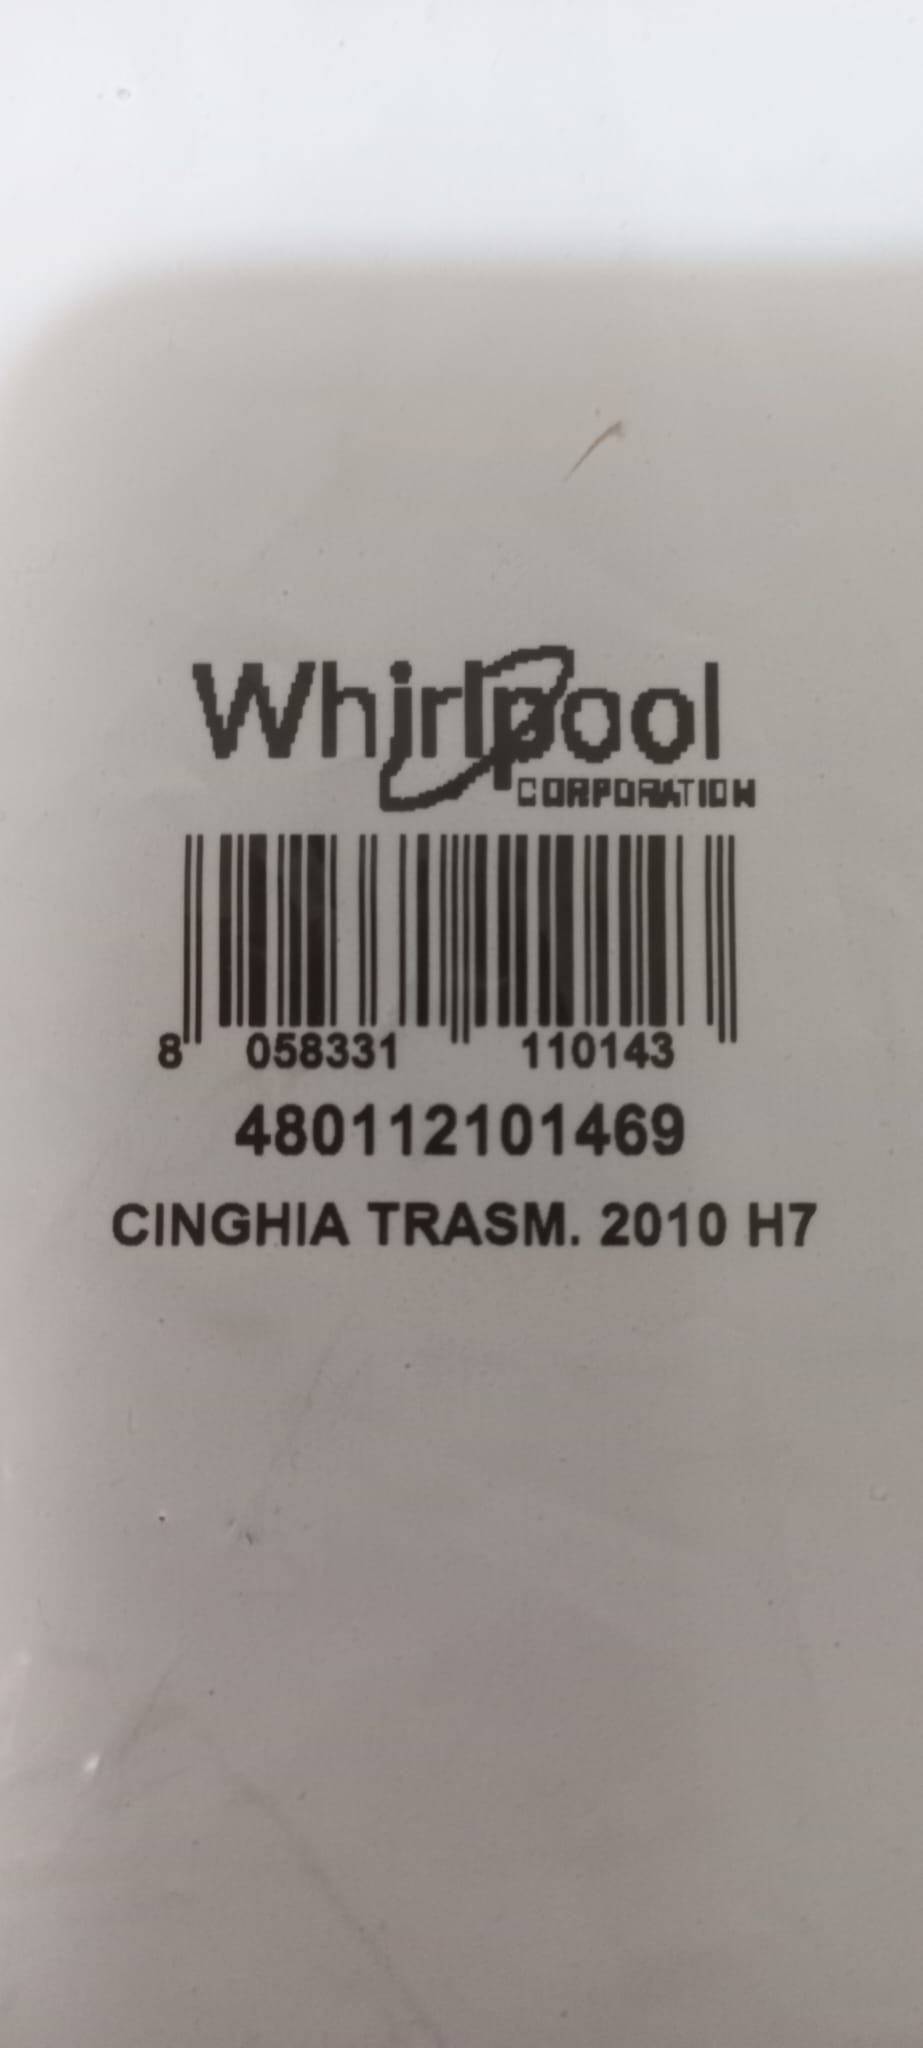 Whirlpool
CORPORATION
8 058331 110143
480112101469
CINGHIA TRASM. 2010 H7